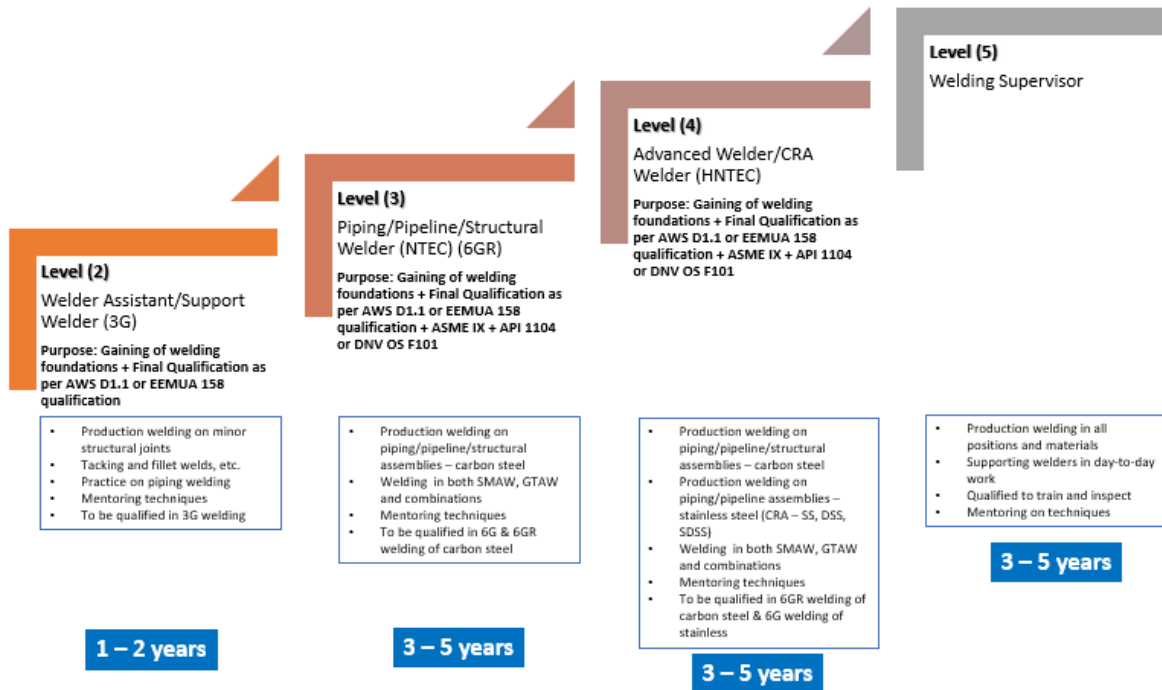 Level (2)
Welder Assistant/Support
Welder (3G)
Purpose: Gaining of welding
foundations + Final Qualification as
per AWS D1.1 or EEMUA 158
qualification
▪ Production welding on minor
structural joints
▪ Tacking and fillet welds, etc.
▪ Practice on piping welding
▪ Mentoring techniques
▪ To be qualified in 3G welding
1 – 2 years
Level (3)
Piping/Pipeline/Structural
Welder (NTEC) (6GR)
Purpose: Gaining of welding
foundations + Final Qualification as
per AWS D1.1 or EEMUA 158
qualification + ASME IX + API 1104
or DNV OS F101
▪ Production welding on
piping/pipeline/structural
assemblies – carbon steel
▪ Welding in both SMAW, GTAW
and combinations
▪ Mentoring techniques
▪ To be qualified in 6G & 6GR
welding of carbon steel
3 – 5 years
Level (4)
Advanced Welder/CRA
Welder (HNTEC)
Purpose: Gaining of welding
foundations + Final Qualification as
per AWS D1.1 or EEMUA 158
qualification + ASME IX + API 1104
or DNV OS F101
▪ Production welding on
piping/pipeline/structural
assemblies – carbon steel
▪ Production welding on
piping/pipeline assemblies –
stainless steel (CRA – SS, DSS,
SDSS)
▪ Welding in both SMAW, GTAW
and combinations
▪ Mentoring techniques
▪ To be qualified in 6GR welding of
carbon steel & 6G welding of
stainless
3 – 5 years
Level (5)
Welding Supervisor
▪ Production welding in all
positions and materials
▪ Supporting welders in day-to-day
work
▪ Qualified to train and inspect
▪ Mentoring on techniques
3 – 5 years